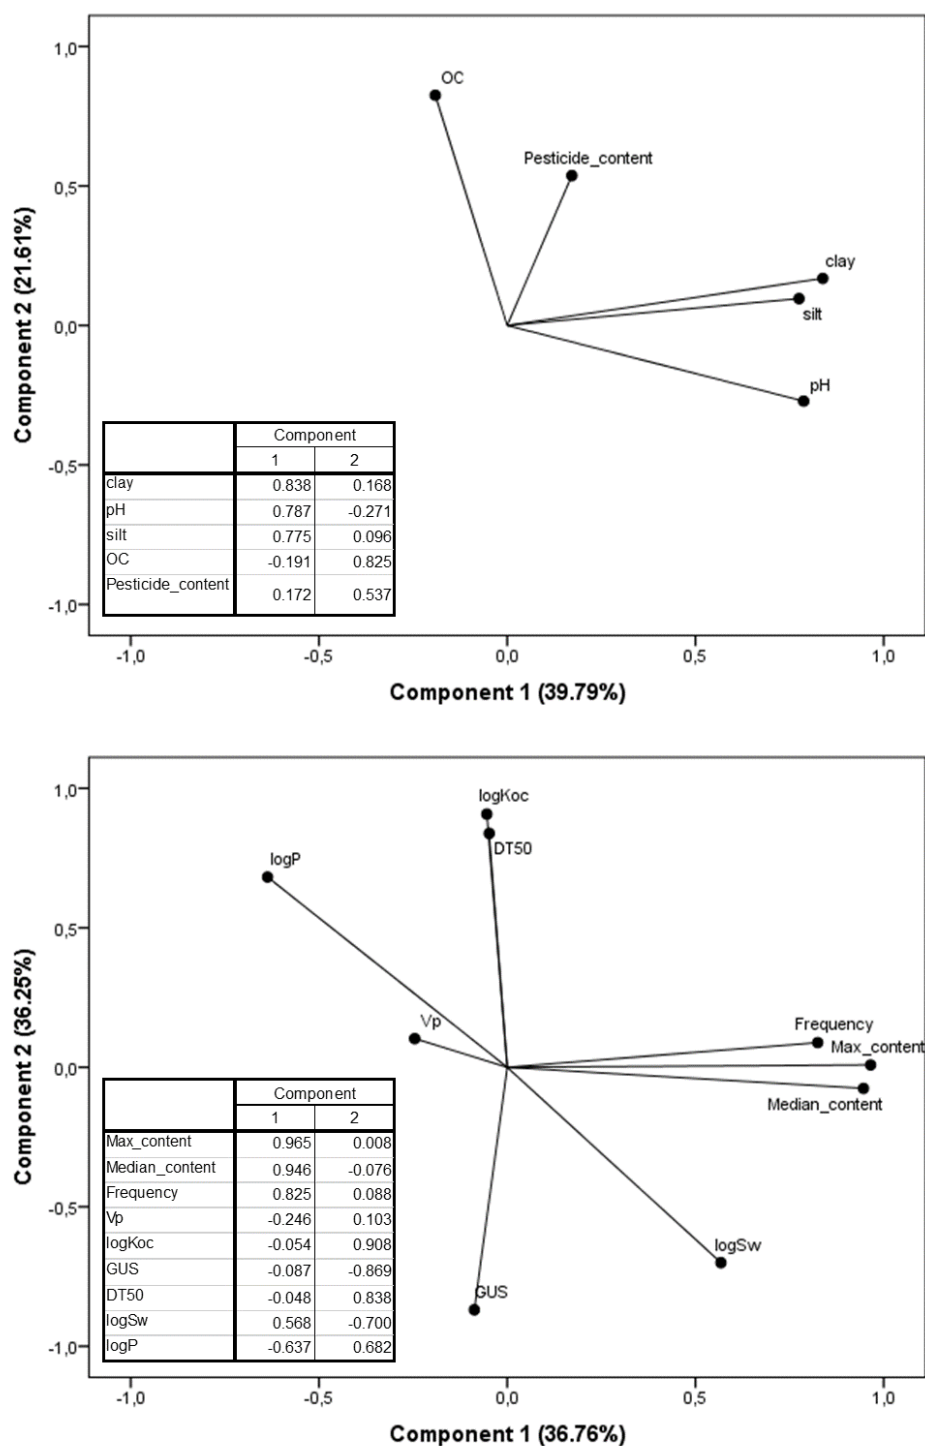 1,0
OC
Pesticide_content
0,5
clay
silt
0,0
pH
Component 2 (21.61%)
Component
1 2
clay 0.838 0.168
pH 0.787 -0.271
silt 0.775 0.096
OC -0.191 0.825
Pesticide_content 0.172 0.537
-0,5
-1,0
-1,0 -0,5 0,0 0,5 1,0
Component 1 (39.79%)
1,0
logKoc
DT50
logP
0,5
Vp
Frequency
Max_content
Median_content
0,0
Component 2 (36.25%)
logSw
GUS
Component
1 2
Max_content 0.965 0.008
Median_content 0.946 -0.076
Frequency 0.825 0.088
Vp -0.246 0.103
logKoc -0.054 0.908
GUS -0.087 -0.869
DT50 -0.048 0.838
logSw 0.568 -0.700
logP -0.637 0.682
-0,5
-1,0
-1,0 -0,5 0,0 0,5 1,0
Component 1 (36.76%)